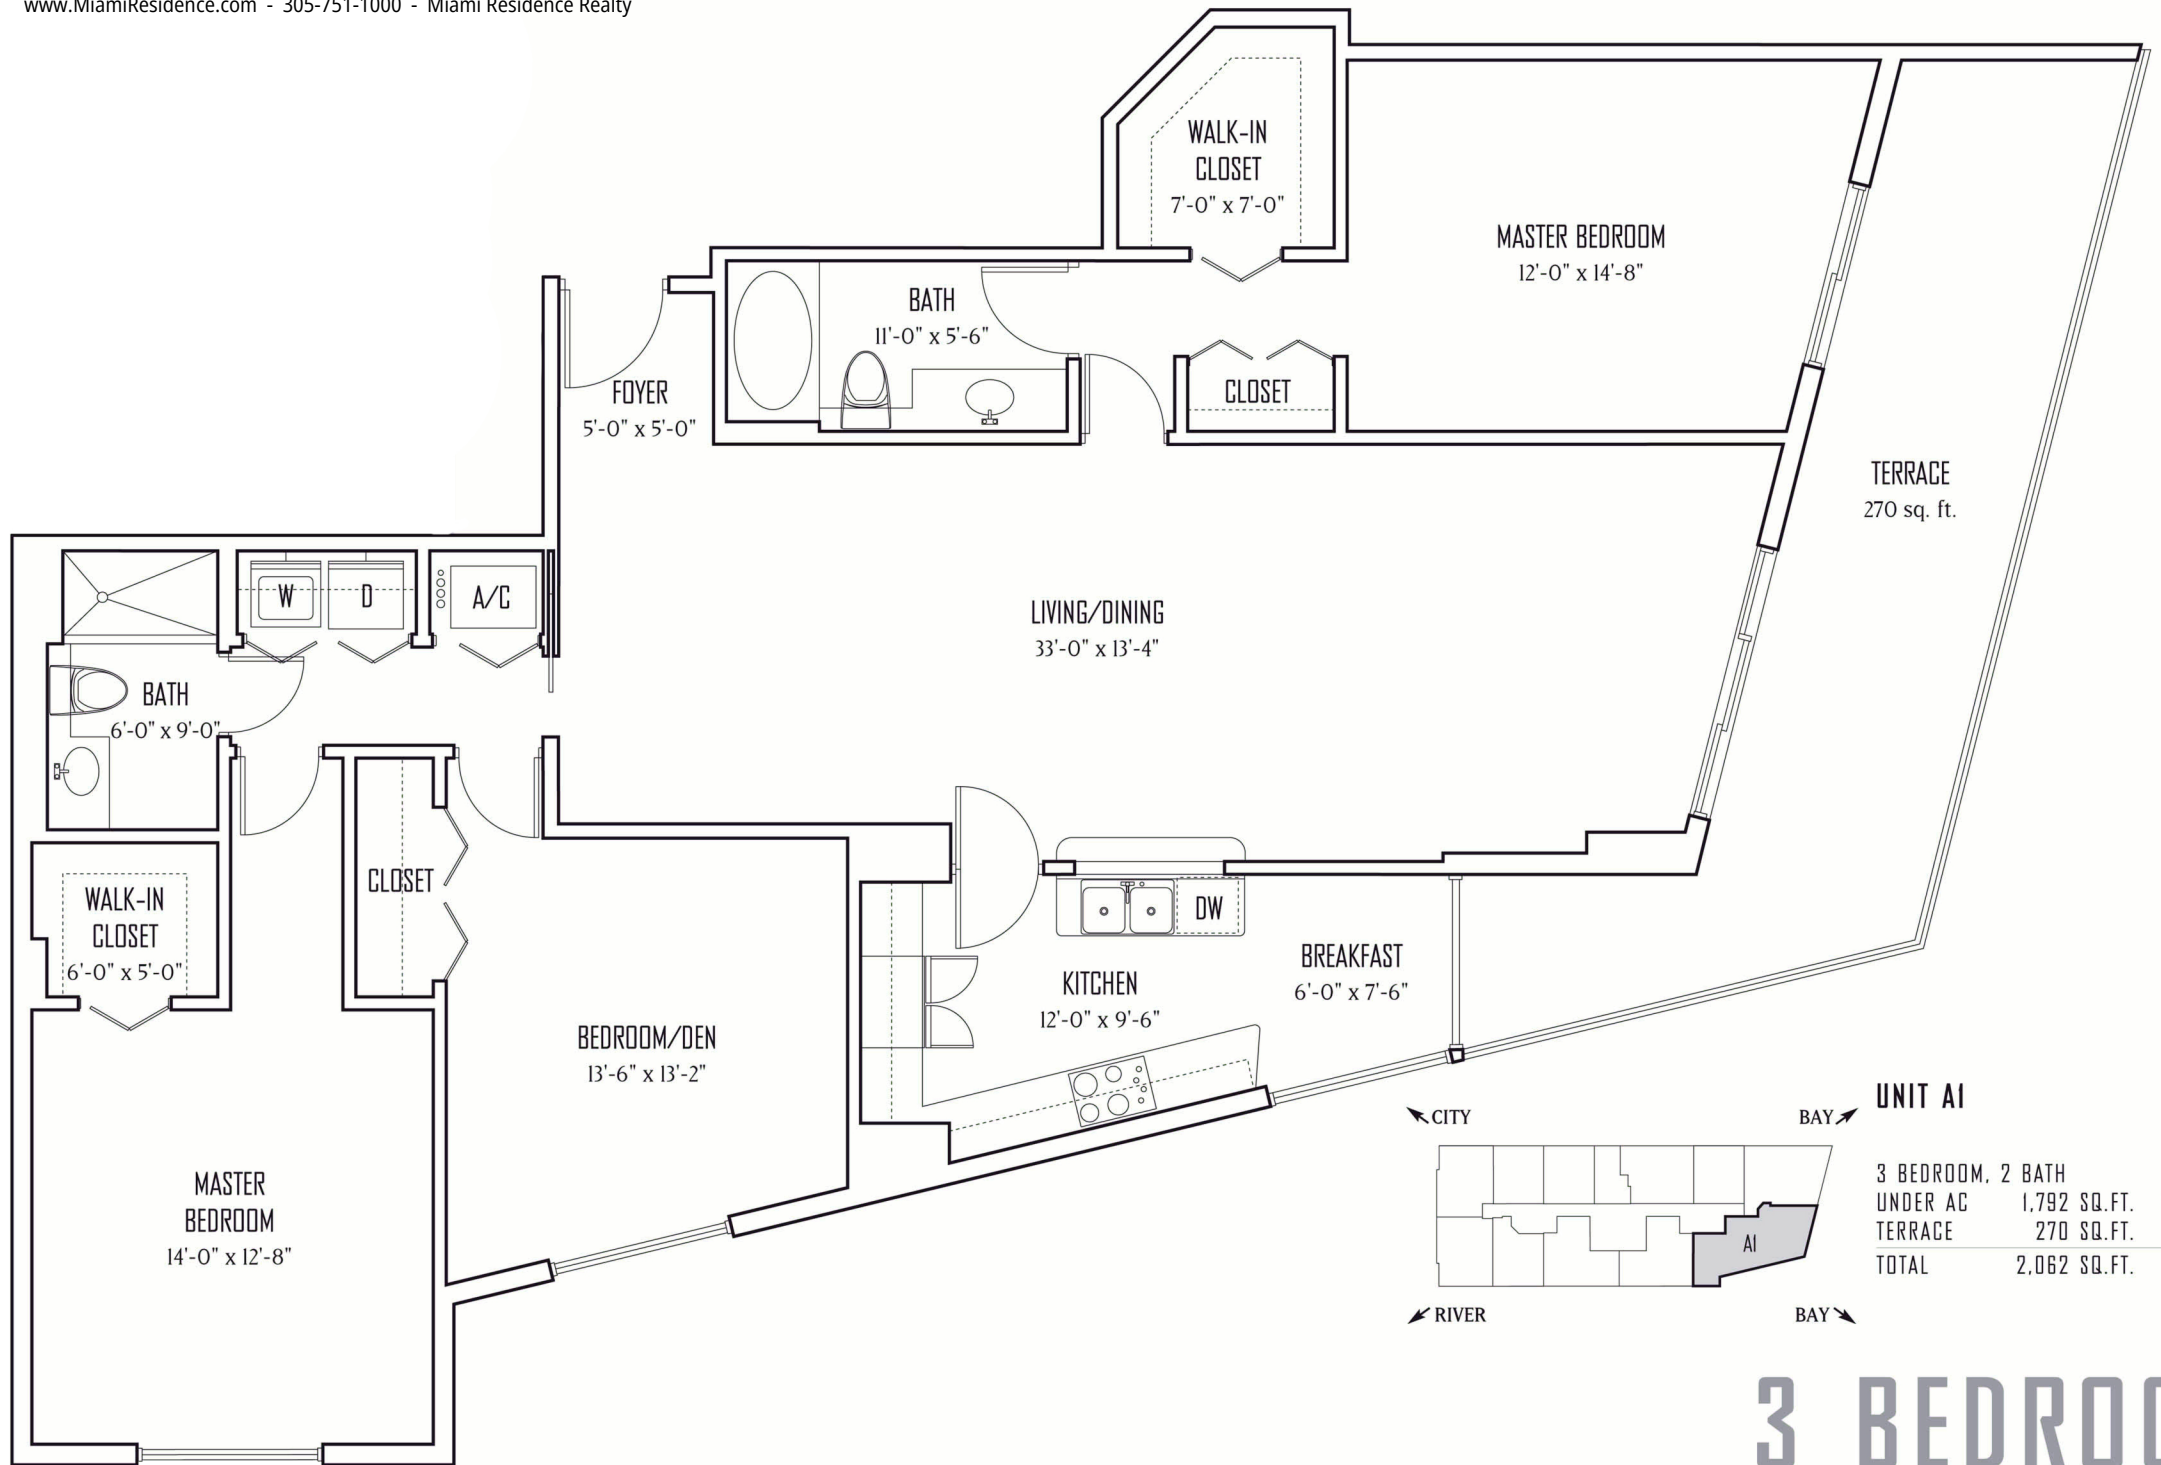 www.MiamiResidence.com - 305-751-1000 - Miami Residence Realty
WALK-IN
CLOSET
7'-0" x 7'-0"
MASTER BEDROOM
12'-0" x 14'-8"
BATH
11'-0" x 5'-6"
CLOSET
FOYER
5'-0" x 5'-0"
TERRACE
270 sq. ft.
W
D
A/C
LIVING/DINING
33'-0" x 13'-4"
BATH
6'-0" x 9'-0"
CLOSET
WALK-IN
CLOSET
6'-0" x 5'-0"
DW
BREAKFAST
6'-0" x 7'-6"
KITCHEN
12'-0" x 9'-6"
BEDROOM/DEN
13'-6" x 13'-2"
MASTER
BEDROOM
14'-0" x 12'-8"
CITY
BAY
A1
RIVER
BAY
UNIT A1
3 BEDROOM, 2 BATH
UNDER AC 1,792 SQ.FT.
TERRACE 270 SQ.FT.
TOTAL 2,062 SQ.FT.
3 BEDROO